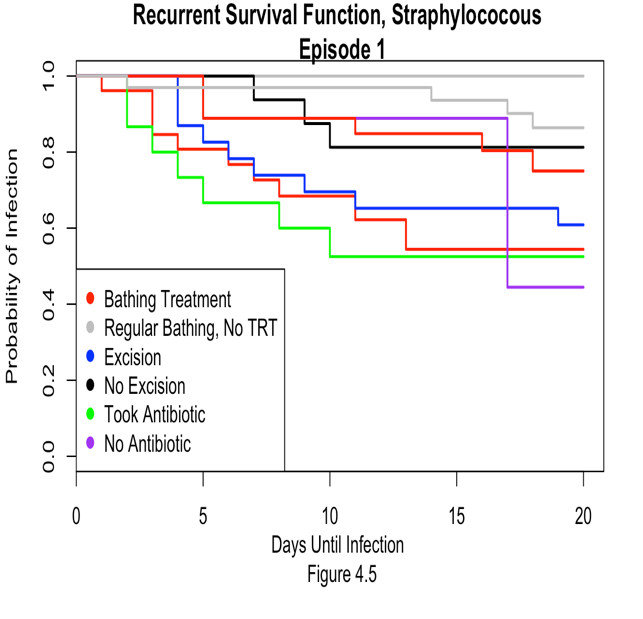 Recurrent Survival Function, Straphylococous
Episode 1
Probability of Infection
1.0
0.8
0.6
0.4
0.2
0.0
Bathing Treatment
Regular Bathing, No TRT
Excision
No Excision
Took Antibiotic
No Antibiotic
0 5 10 15 20
Days Until Infection
Figure 4.5